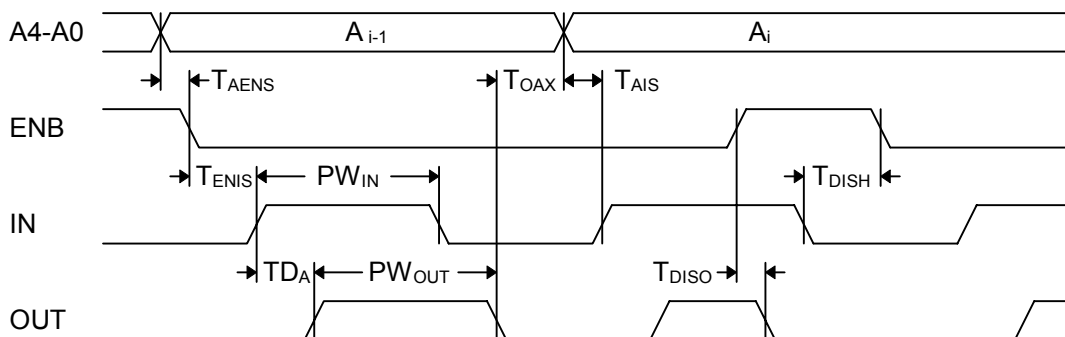 A4-A0 A i-1 Ai
TAENS TOAX TAIS
ENB
TENIS PWIN TDISH
IN
TDA PWOUT TDISO
OUT